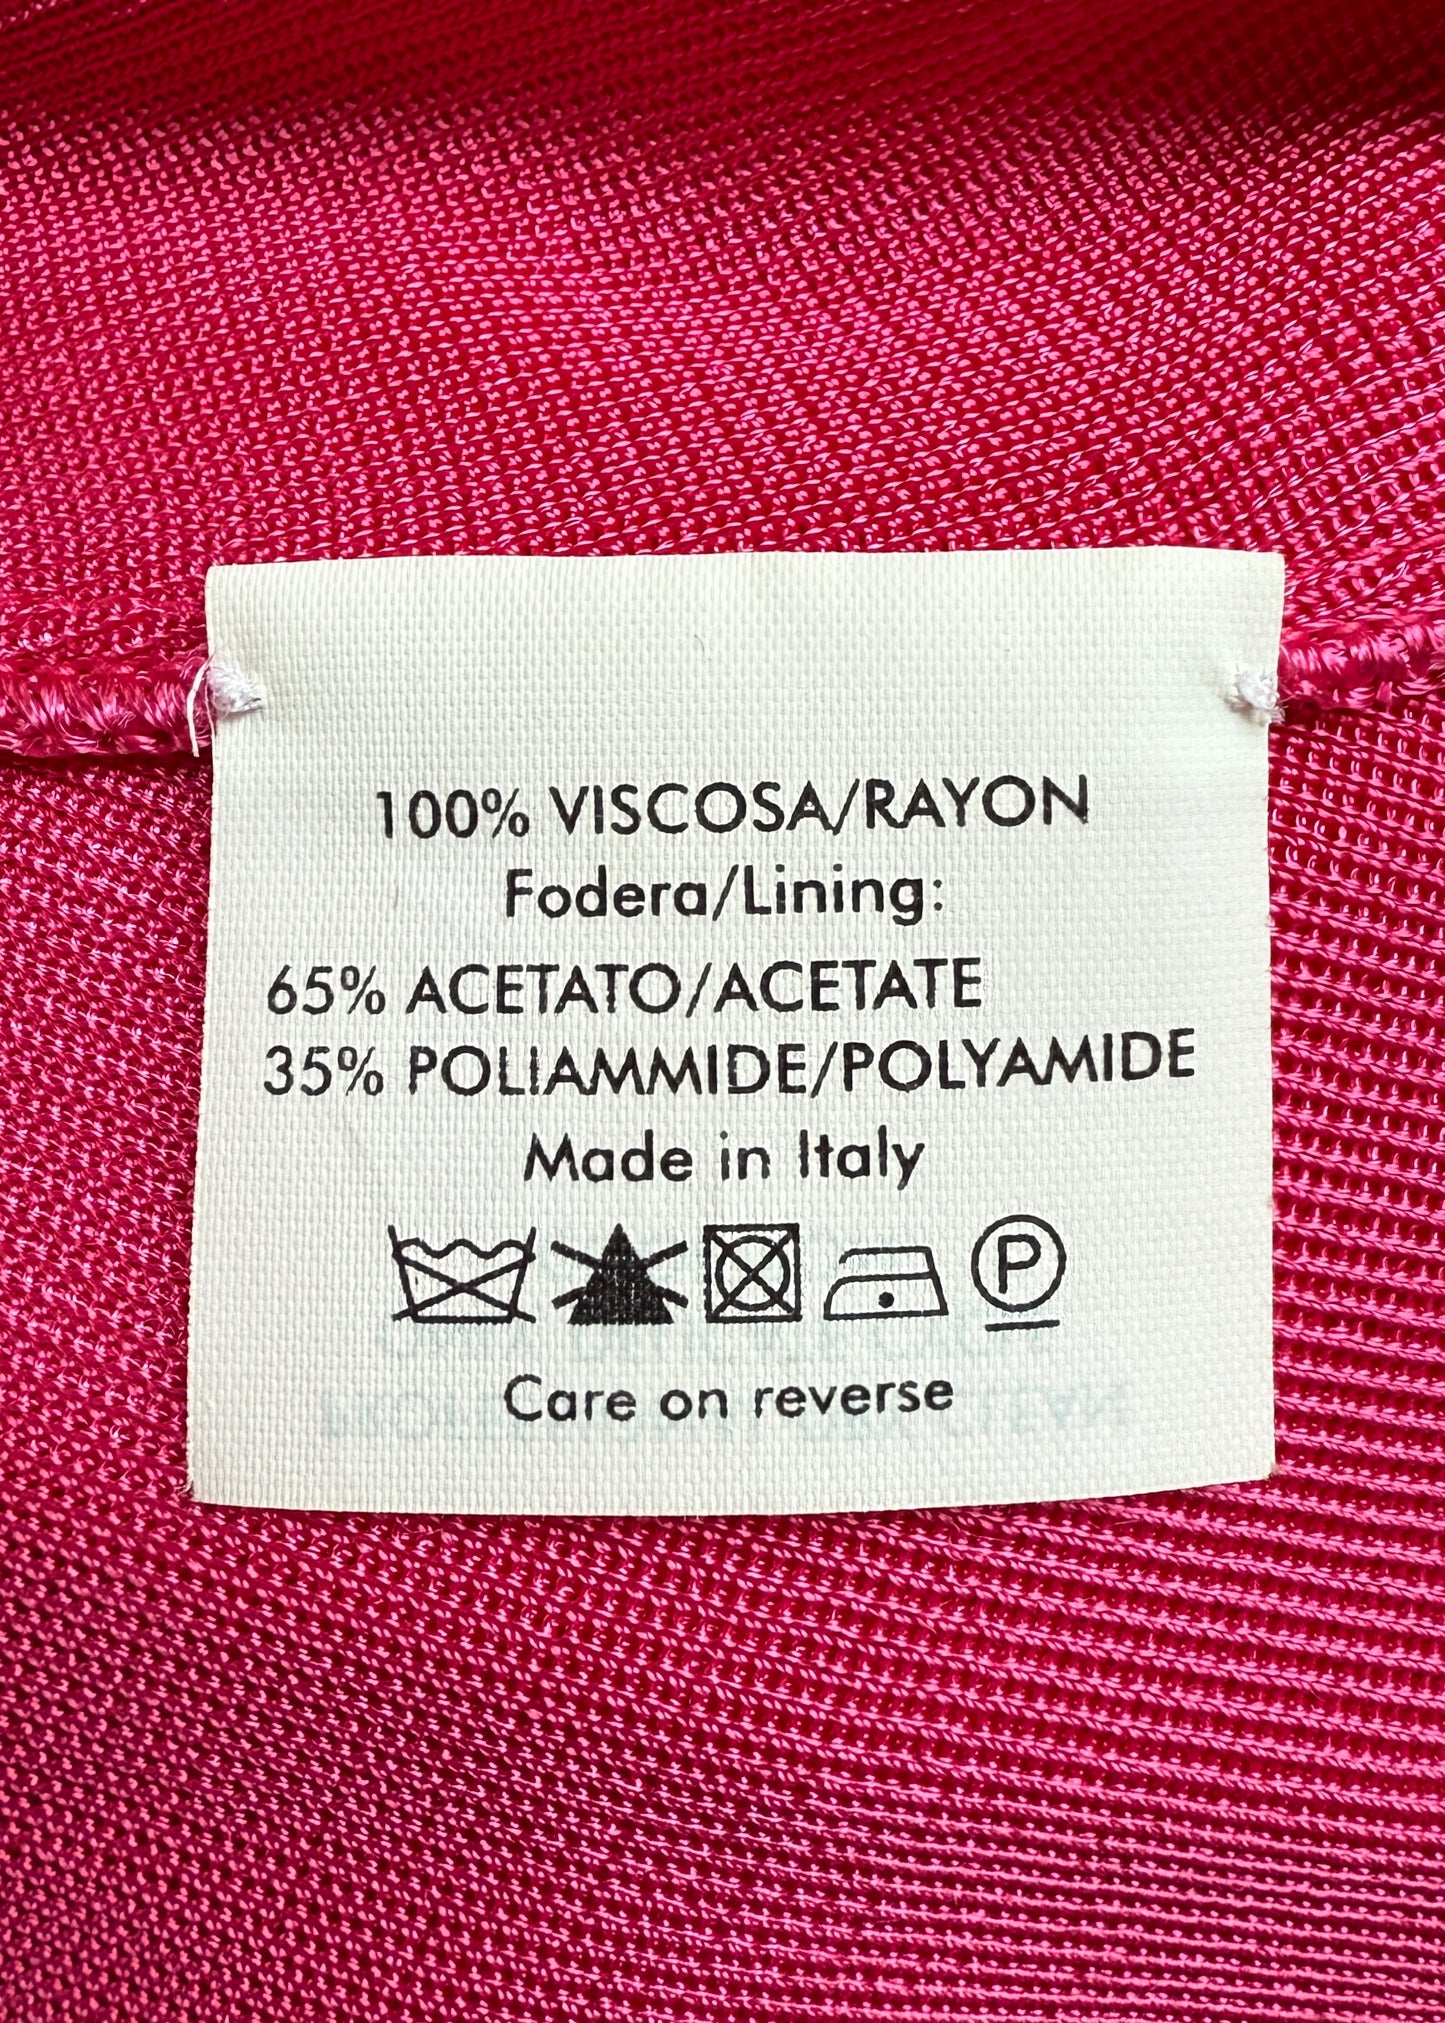 100% VISCOSA/RAYON
Fodera/Lining:
65% ACETATO/ACETATE
35% POLIAMMIDE/POLYAMIDE
Made in Italy
P
Care on reverse